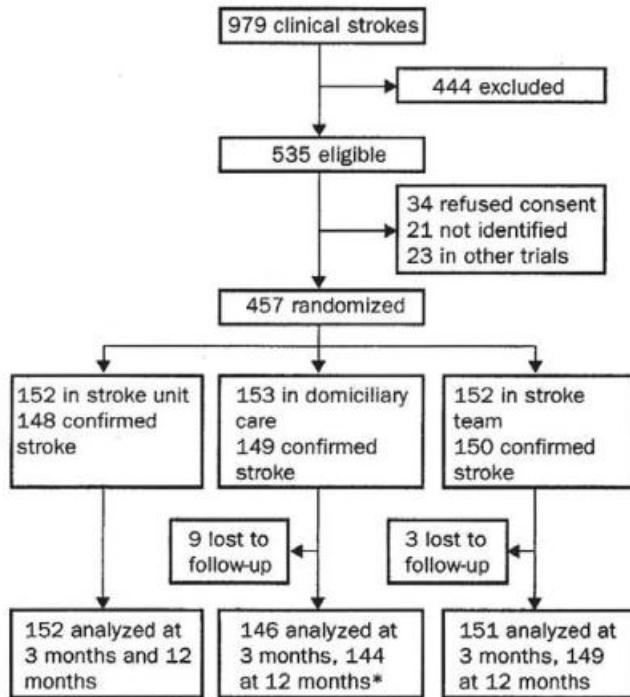 979 clinical strokes
444 excluded
535 eligible
34 refused consent
21 not identified
23 in other trials
457 randomized
152 in stroke unit
148 confirmed
stroke
153 in domiciliary
care
149 confirmed
stroke
152 in stroke
team
150 confirmed
stroke
9 lost to
follow-up
3 lost to
follow-up
152 analyzed at
3 months and 12
months
146 analyzed at
3 months, 144
at 12 months*
151 analyzed at
3 months, 149
at 12 months